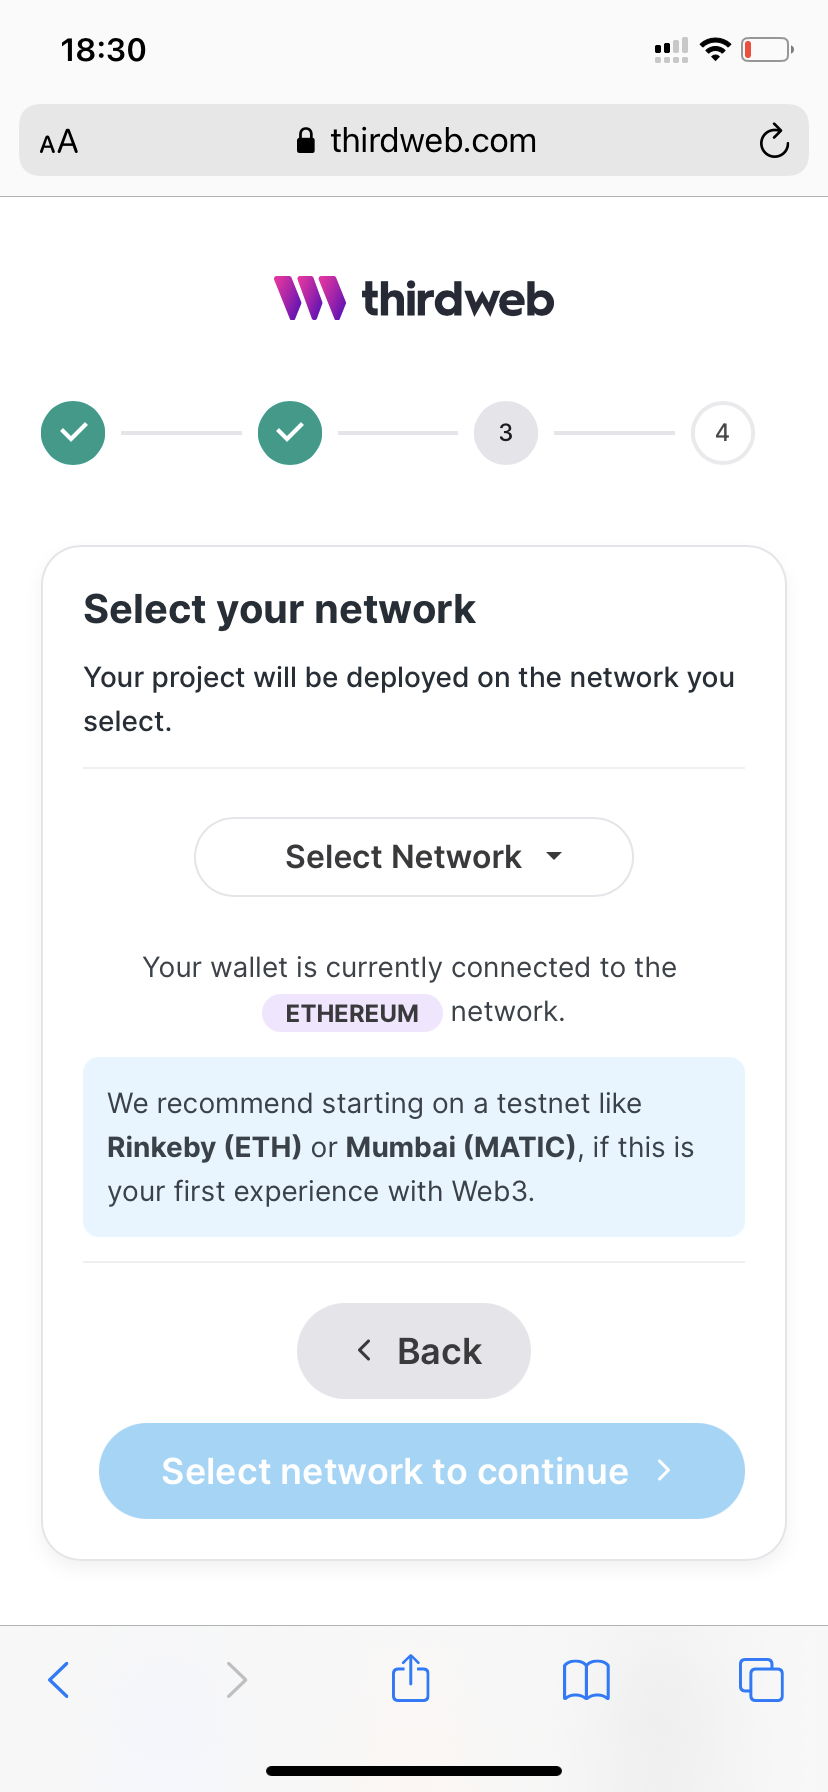 18:30
AA
thirdweb.com
thirdweb
3
4
Select your network
Your project will be deployed on the network you
select.
Select Network
Your wallet is currently connected to the
ETHEREUM network.
We recommend starting on a testnet like
Rinkeby (ETH) or Mumbai (MATIC), if this is
your first experience with Web3.
Back
Select network to continue